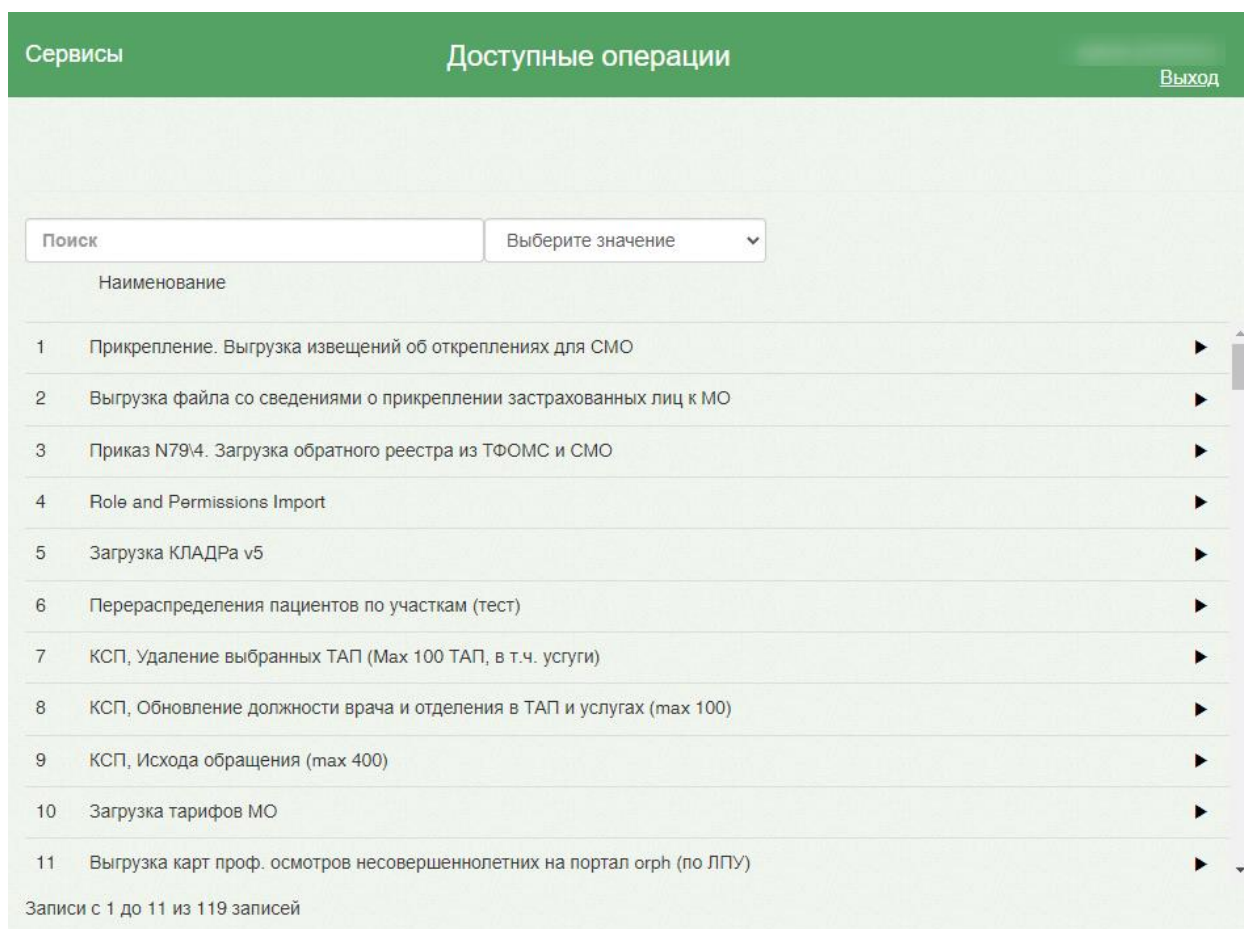 Сервисы
Доступные операции
Выход
Поиск
Выберите значение
Наименование
1 Прикрепление. Выгрузка извещений об откреплениях для СМО
2 Выгрузка файла со сведениями о прикреплении застрахованных лиц к МО
3 Приказ N79\4. Загрузка обратного реестра из ТФОМС и СМО
4 Role and Permissions Import
5 Загрузка КЛАДРа v5
6 Перераспределения пациентов по участкам (тест)
7 КСП, Удаление выбранных ТАП (Max 100 ТАП, в т.ч. усгуги)
8 КСП, Обновление должности врача и отделения в ТАП и услугах (max 100)
9 КСП, Исхода обращения (max 400)
10 Загрузка тарифов МО
11 Выгрузка карт проф. осмотров несовершеннолетних на портал orph (по ЛПУ)
Записи с 1 до 11 из 119 записей